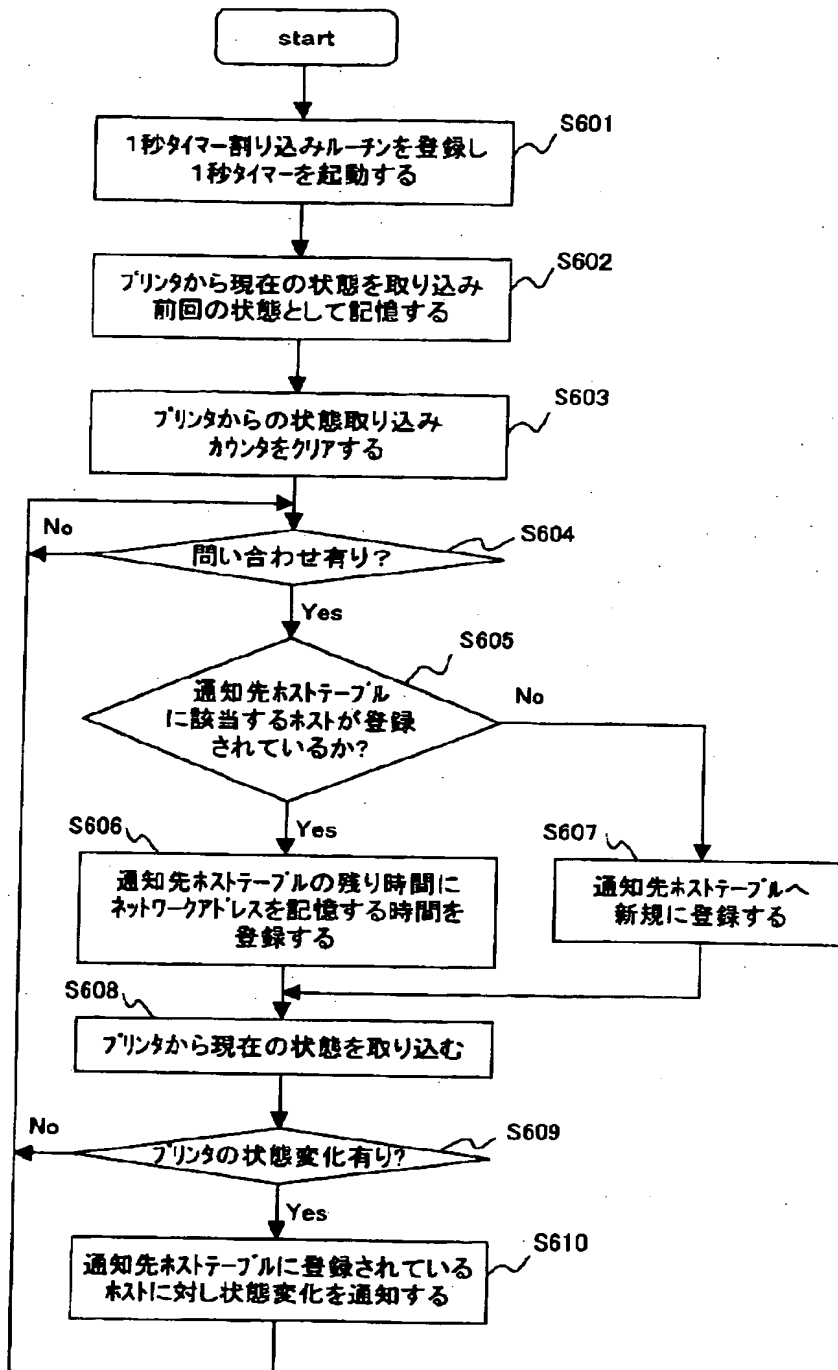 start
S601
1秒タイマー割り込みルーチンを登録し
1秒タイマーを起動する
S602
プリンタから現在の状態を取り込み
前回の状態として記憶する
S603
プリンタからの状態取り込み
カウンタをクリアする
No
S604
問い合わせ有り?
Yes
S605
通知先ホストテーブル
に該当するホストが登録
されているか?
No
S606
Yes
S607
通知先ホストテーブルの残り時間に
ネットワークアドレスを記憶する時間を
登録する
通知先ホストテーブルへ
新規に登録する
S608
プリンタから現在の状態を取り込む
No
S609
プリンタの状態変化有り?
Yes
S610
通知先ホストテーブルに登録されている
ホストに対し状態変化を通知する